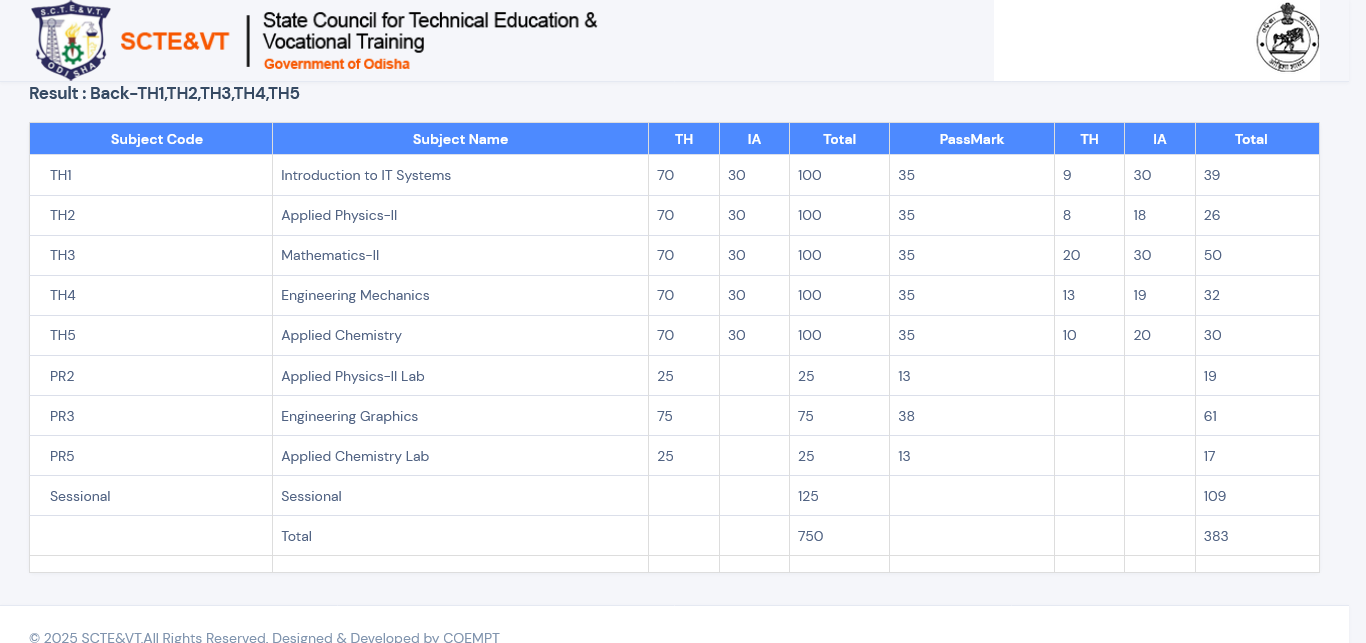 S.C.T.E.&V.T.
ODISHA
SCTE&VT
State Council for Technical Education &
Vocational Training
Government of Odisha
Result : Back-TH1,TH2,TH3,TH4,TH5
Subject Code Subject Name TH IA Total PassMark TH IA Total
TH1 Introduction to IT Systems 70 30 100 35 9 30 39
TH2 Applied Physics-II 70 30 100 35 8 18 26
TH3 Mathematics-II 70 30 100 35 20 30 50
TH4 Engineering Mechanics 70 30 100 35 13 19 32
TH5 Applied Chemistry 70 30 100 35 10 20 30
PR2 Applied Physics-II Lab 25 25 13 19
PR3 Engineering Graphics 75 75 38 61
PR5 Applied Chemistry Lab 25 25 13 17
Sessional Sessional 125 109
Total 750 383
© 2025 SCTE&VT.All Rights Reserved. Designed & Developed by COEMPT